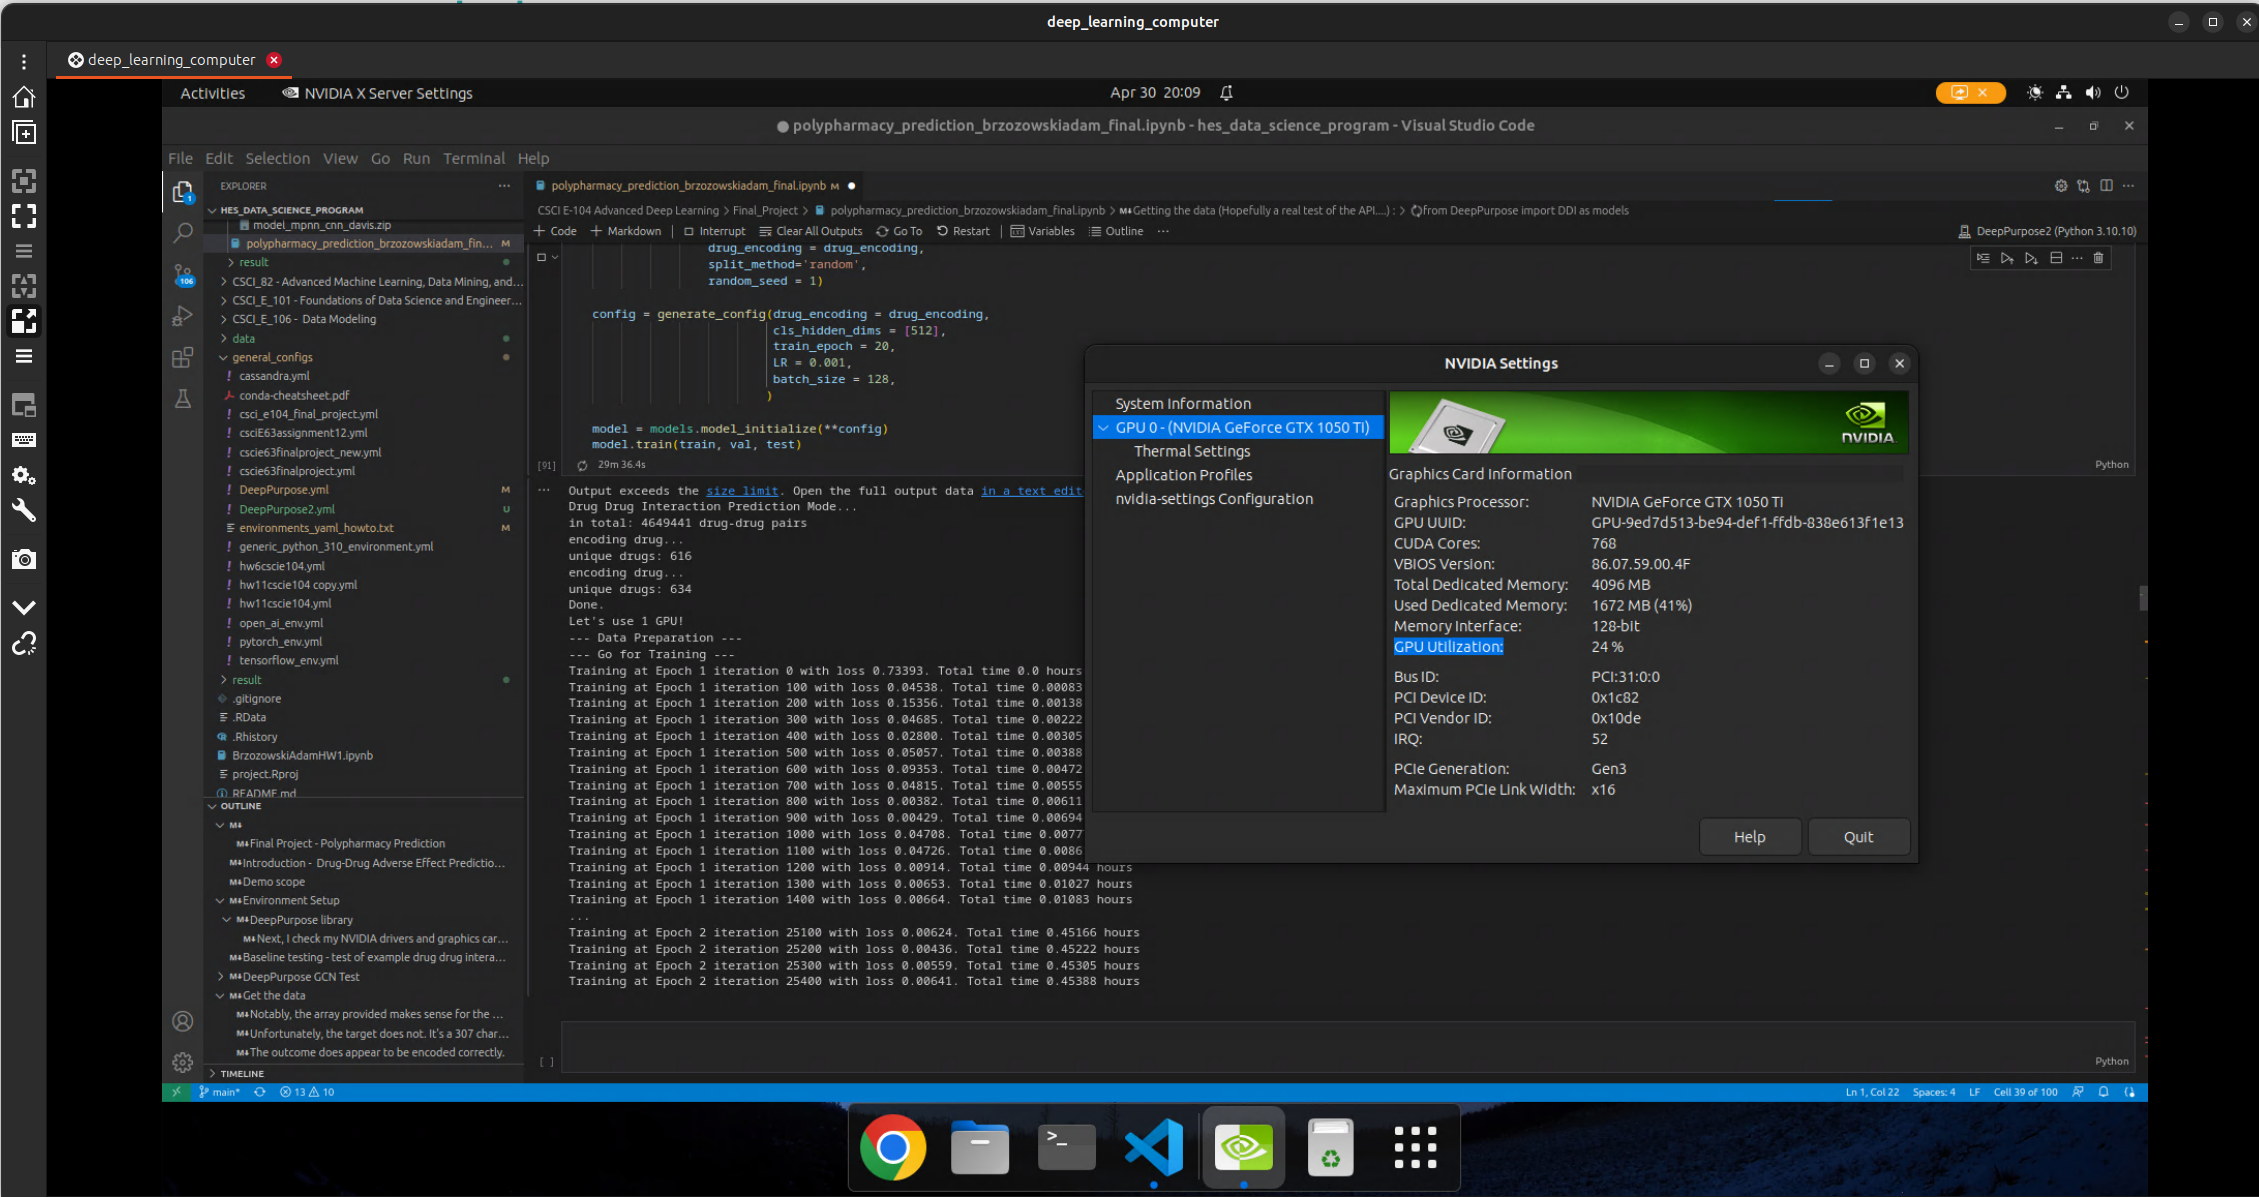 deep_learning_computer
deep_learning_computer
Activities
NVIDIA X Server Settings
Apr 30 20:09
polypharmacy_prediction_brzozowskiadam_final.ipynb - hes_data_science_program - Visual Studio Code
File Edit Selection View Go Run Terminal Help
EXPLORER
HES_DATA_SCIENCE_PROGRAM
model_mpnn_cnn_davis.zip
polypharmacy_prediction_brzozowskiadam_fin... M
result
CSCI_82 - Advanced Machine Learning, Data Mining, and...
CSCI_E_101 - Foundations of Data Science and Engineer...
CSCI_E_106 - Data Modeling
data
general_configs
! cassandra.yml
conda-cheatsheet.pdf
! csci_e104_final_project.yml
! csciE63assignment12.yml
! cscie63finalproject_new.yml
! cscie63finalproject.yml
! DeepPurpose.yml M
! DeepPurpose2.yml U
environments_yaml_howto.txt M
! generic_python_310_environment.yml
! hw6cscie104.yml
! hw11cscie104 copy.yml
! hw11cscie104.yml
! open_ai_env.yml
! pytorch_env.yml
! tensorflow_env.yml
result
.gitignore
.RData
.Rhistory
BrzozowskiAdamHW1.ipynb
project.Rproj
README.md
OUTLINE
M↓
M↓Final Project - Polypharmacy Prediction
M↓Introduction - Drug-Drug Adverse Effect Predictio...
M↓Demo scope
M↓Environment Setup
M↓DeepPurpose library
M↓Next, I check my NVIDIA drivers and graphics car...
M↓Baseline testing - test of example drug drug intera...
M↓DeepPurpose GCN Test
M↓Get the data
M↓Notably, the array provided makes sense for the ...
M↓Unfortunately, the target does not. It's a 307 char...
M↓The outcome does appear to be encoded correctly.
TIMELINE
1
106
polypharmacy_prediction_brzozowskiadam_final.ipynb M
CSCI E-104 Advanced Deep Learning > Final_Project > polypharmacy_prediction_brzozowskiadam_final.ipynb > M↓Getting the data (Hopefully a real test of the API....) : > from DeepPurpose import DDI as models
+ Code + Markdown | Interrupt Clear All Outputs Go To Restart | Variables Outline ...
DeepPurpose2 (Python 3.10.10)
drug_encoding = drug_encoding,
split_method='random',
random_seed = 1)
config = generate_config(drug_encoding = drug_encoding,
cls_hidden_dims = [512],
train_epoch = 20,
LR = 0.001,
batch_size = 128,
)
model = models.model_initialize(**config)
model.train(train, val, test)
[91] 29m 36.4s
Python
Output exceeds the size limit. Open the full output data in a text edit
Drug Drug Interaction Prediction Mode...
in total: 4649441 drug-drug pairs
encoding drug...
unique drugs: 616
encoding drug...
unique drugs: 634
Done.
Let's use 1 GPU!
--- Data Preparation ---
--- Go for Training ---
Training at Epoch 1 iteration 0 with loss 0.73393. Total time 0.0 hours
Training at Epoch 1 iteration 100 with loss 0.04538. Total time 0.00083
Training at Epoch 1 iteration 200 with loss 0.15356. Total time 0.00138
Training at Epoch 1 iteration 300 with loss 0.04685. Total time 0.00222
Training at Epoch 1 iteration 400 with loss 0.02800. Total time 0.00305
Training at Epoch 1 iteration 500 with loss 0.05057. Total time 0.00388
Training at Epoch 1 iteration 600 with loss 0.09353. Total time 0.00472
Training at Epoch 1 iteration 700 with loss 0.04815. Total time 0.00555
Training at Epoch 1 iteration 800 with loss 0.00382. Total time 0.00611
Training at Epoch 1 iteration 900 with loss 0.00429. Total time 0.00694
Training at Epoch 1 iteration 1000 with loss 0.04708. Total time 0.0077
Training at Epoch 1 iteration 1100 with loss 0.04726. Total time 0.0086
Training at Epoch 1 iteration 1200 with loss 0.00914. Total time 0.00944 hours
Training at Epoch 1 iteration 1300 with loss 0.00653. Total time 0.01027 hours
Training at Epoch 1 iteration 1400 with loss 0.00664. Total time 0.01083 hours
...
Training at Epoch 2 iteration 25100 with loss 0.00624. Total time 0.45166 hours
Training at Epoch 2 iteration 25200 with loss 0.00436. Total time 0.45222 hours
Training at Epoch 2 iteration 25300 with loss 0.00559. Total time 0.45305 hours
Training at Epoch 2 iteration 25400 with loss 0.00641. Total time 0.45388 hours
[ ]
Python
NVIDIA Settings
System Information
GPU 0 - (NVIDIA GeForce GTX 1050 Ti)
Thermal Settings
Application Profiles
nvidia-settings Configuration
NVIDIA.
Graphics Card Information
Graphics Processor: NVIDIA GeForce GTX 1050 Ti
GPU UUID: GPU-9ed7d513-be94-def1-ffdb-838e613f1e13
CUDA Cores: 768
VBIOS Version: 86.07.59.00.4F
Total Dedicated Memory: 4096 MB
Used Dedicated Memory: 1672 MB (41%)
Memory Interface: 128-bit
GPU Utilization: 24 %
Bus ID: PCI:31:0:0
PCI Device ID: 0x1c82
PCI Vendor ID: 0x10de
IRQ: 52
PCIe Generation: Gen3
Maximum PCIe Link Width: x16
Help
Quit
main* 13 10
Ln 1, Col 22 Spaces: 4 LF Cell 39 of 100